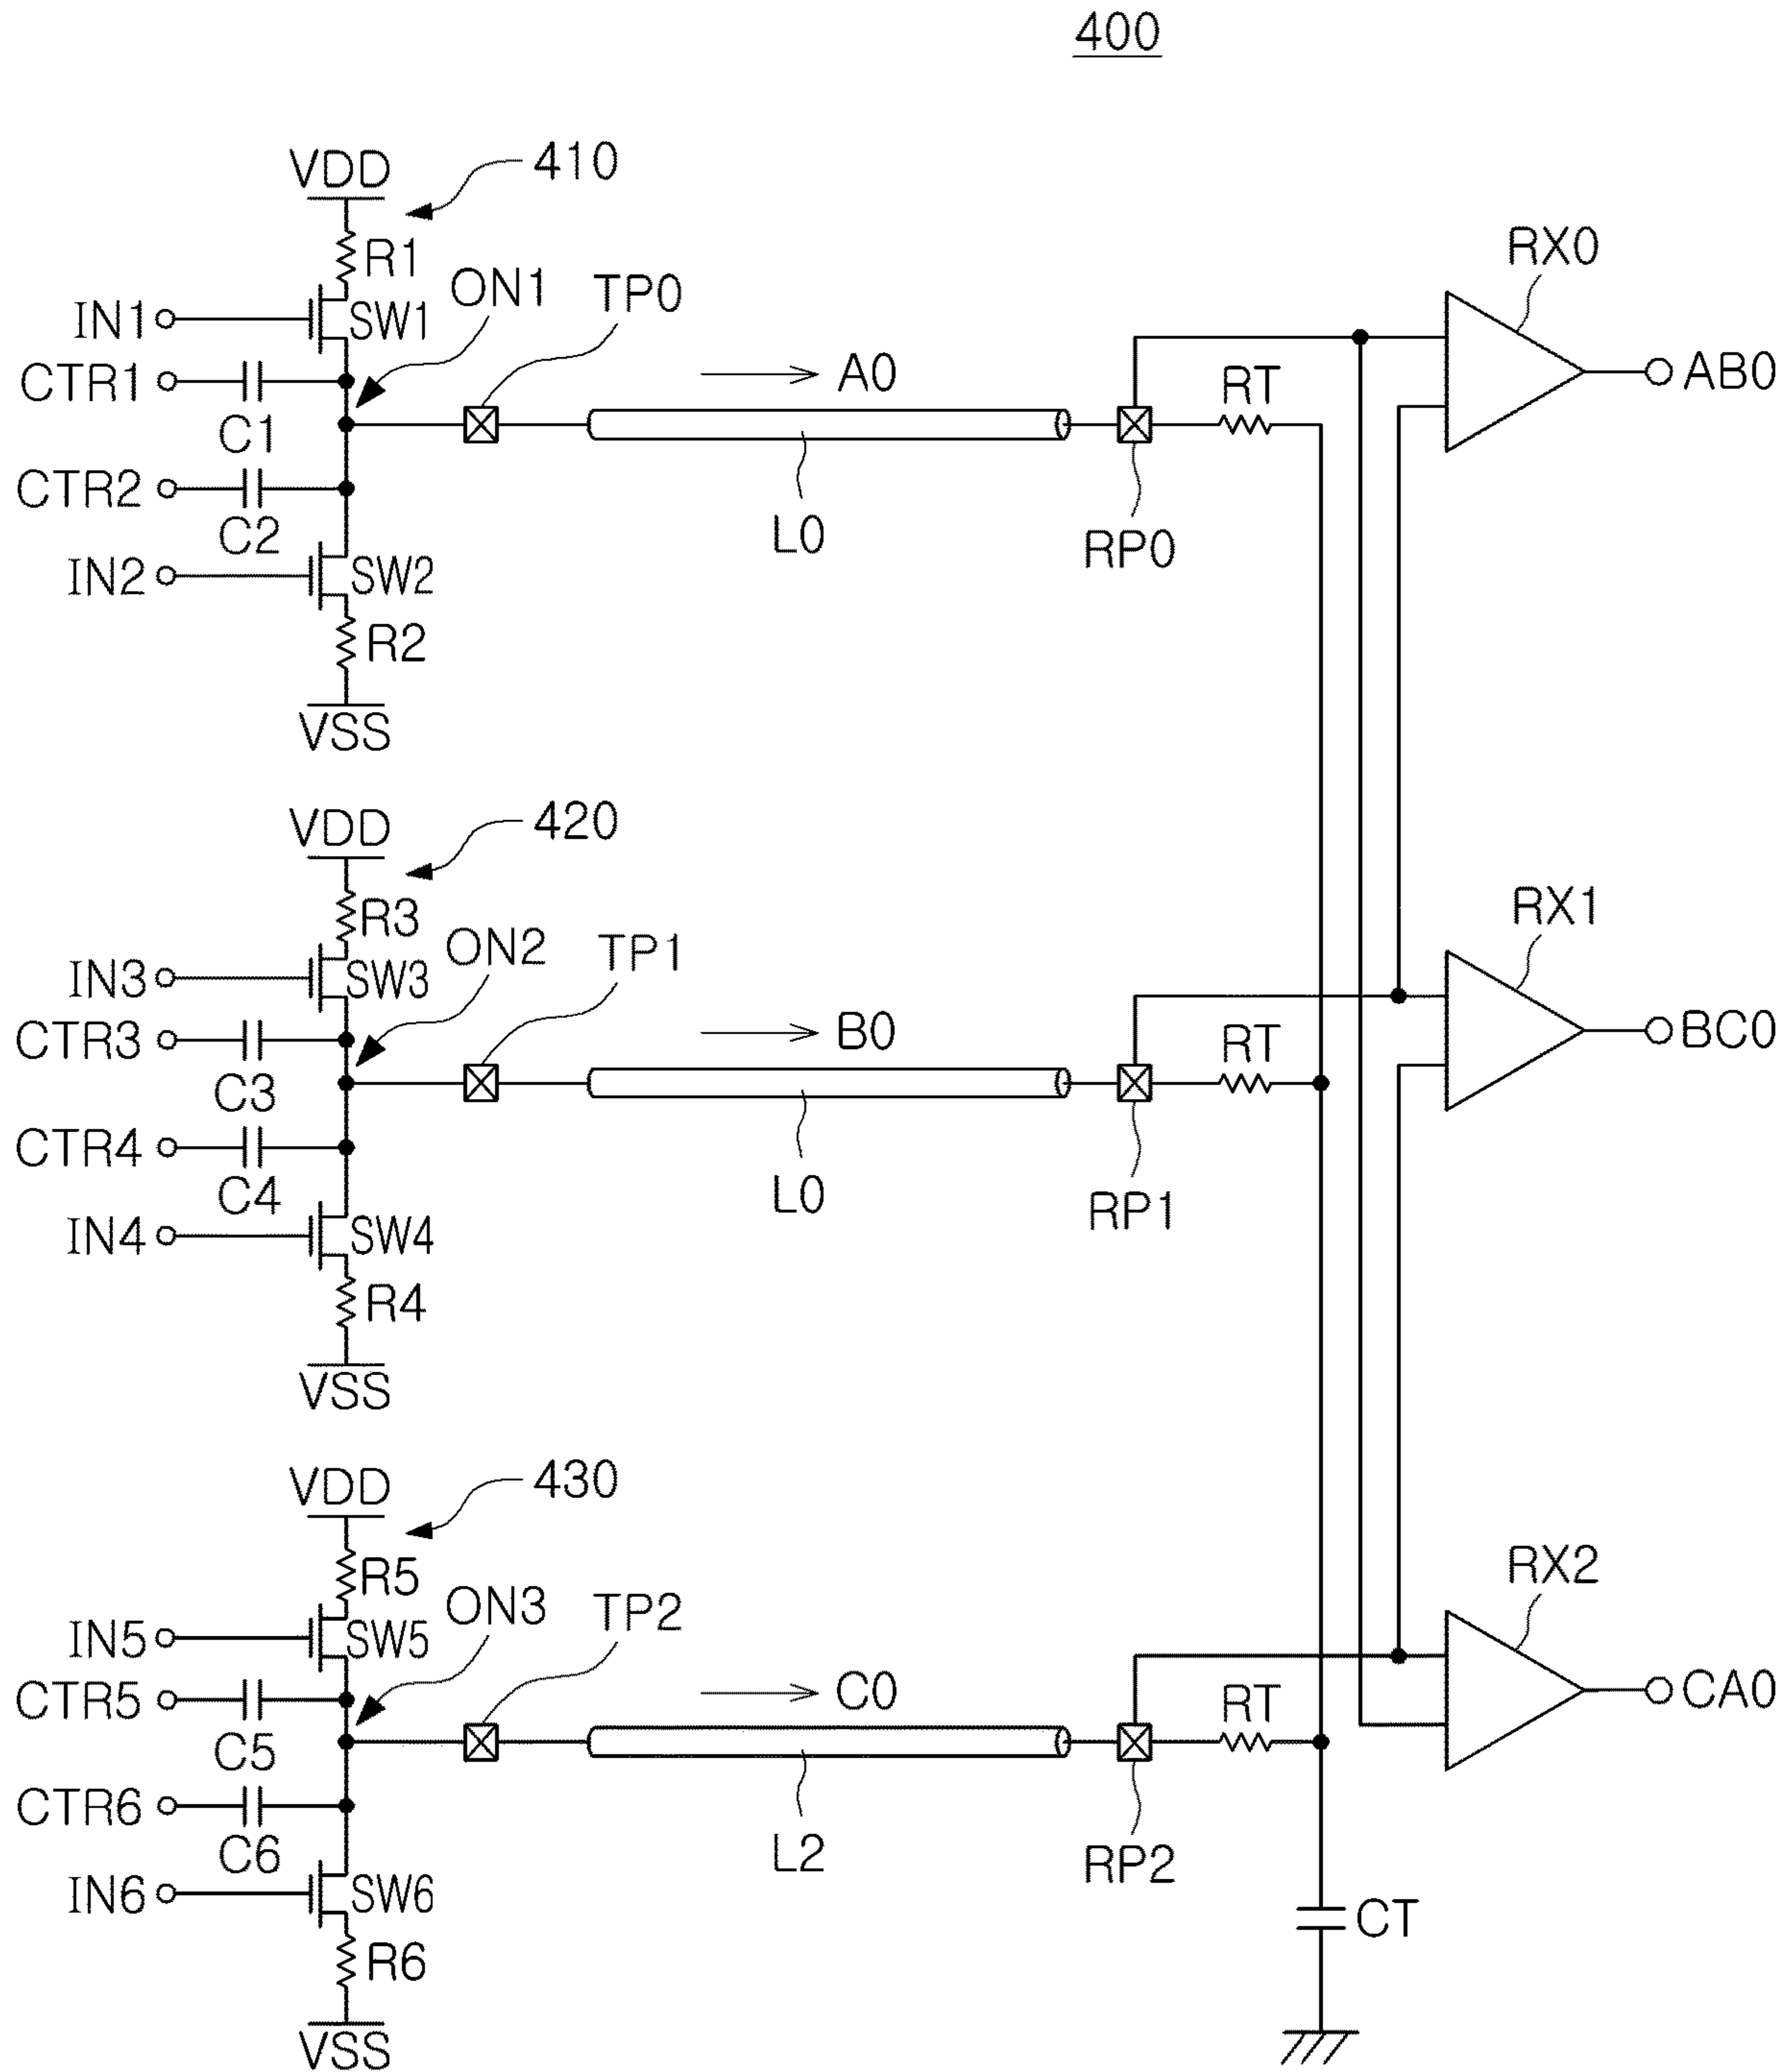 400
VDD
410
R1
IN1
SW1
ON1
TP0
RX0
CTR1
C1
A0
RT
AB0
CTR2
C2
L0
RP0
IN2
SW2
R2
VSS
VDD
420
R3
IN3
SW3
ON2
TP1
RX1
CTR3
C3
B0
RT
BC0
CTR4
C4
L0
RP1
IN4
SW4
R4
VSS
VDD
430
R5
IN5
SW5
ON3
TP2
RX2
CTR5
C5
C0
RT
CA0
CTR6
C6
L2
RP2
IN6
SW6
CT
R6
VSS